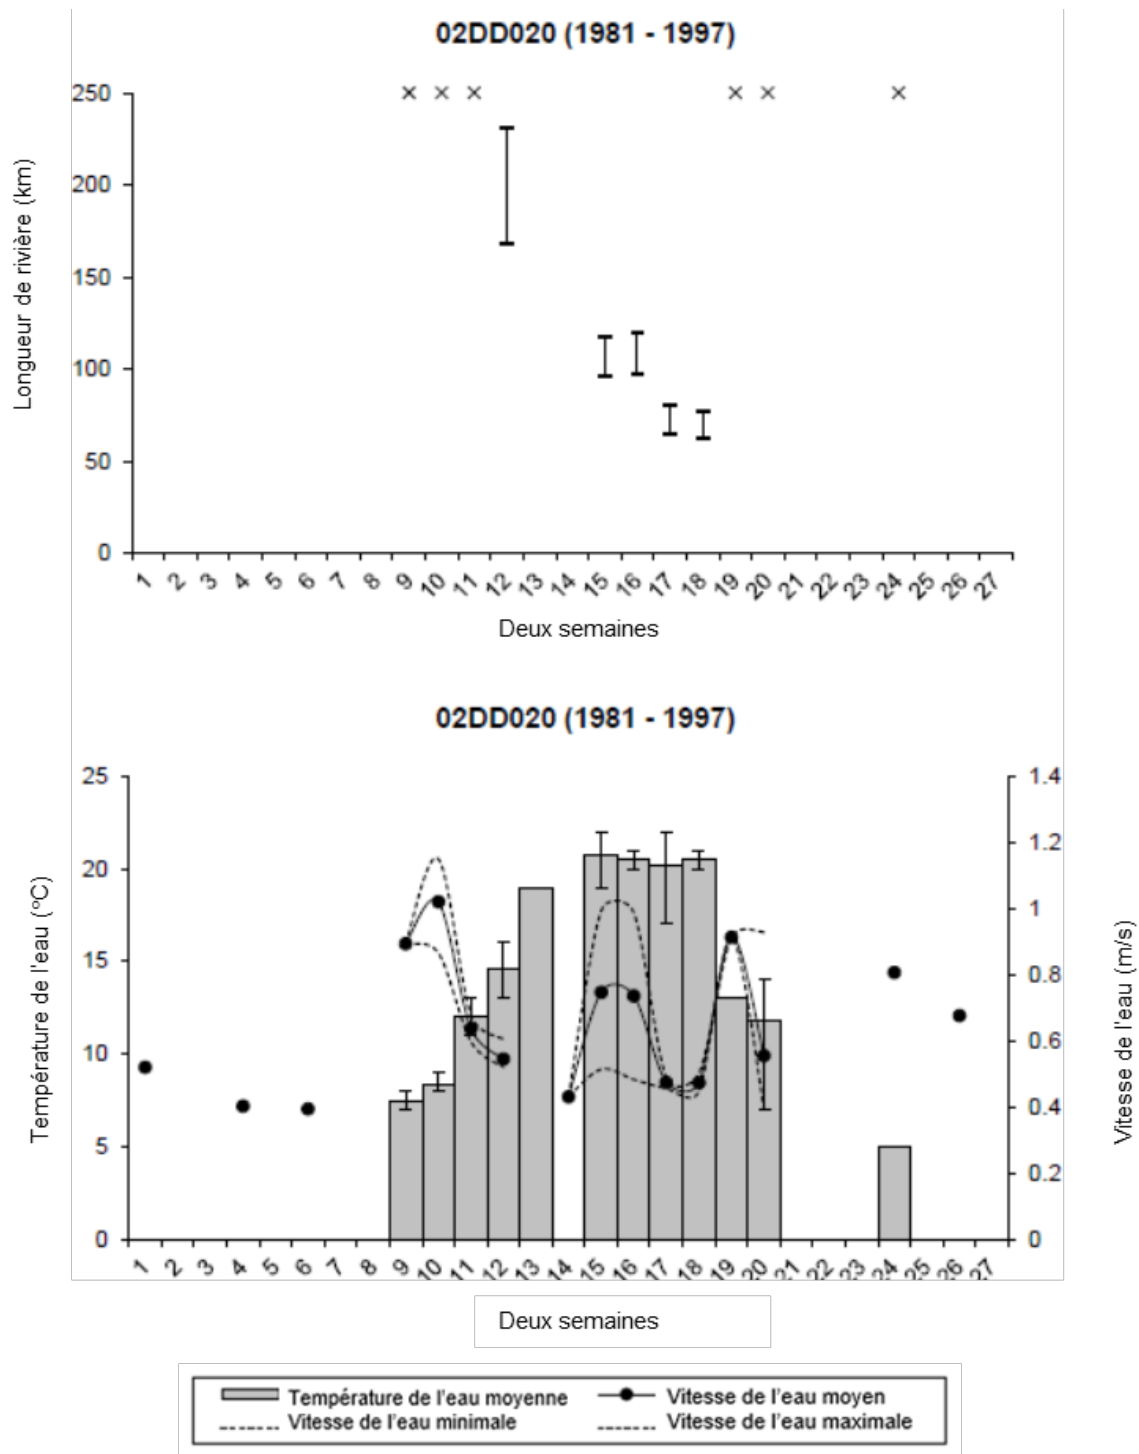 02DD020 (1981 - 1997)
Longueur de rivière (km)
250
200
150
100
50
0
1 2 3 4 5 6 7 8 9 10 11 12 13 14 15 16 17 18 19 20 21 22 23 24 25 26 27
Deux semaines
02DD020 (1981 - 1997)
Température de l'eau (°C)
25
20
15
10
5
0
Vitesse de l'eau (m/s)
1.4
1.2
1
0.8
0.6
0.4
0.2
0
1 2 3 4 5 6 7 8 9 10 11 12 13 14 15 16 17 18 19 20 21 22 23 24 25 26 27
Deux semaines
Température de l'eau moyenne
Vitesse de l'eau moyen
Vitesse de l'eau minimale
Vitesse de l'eau maximale